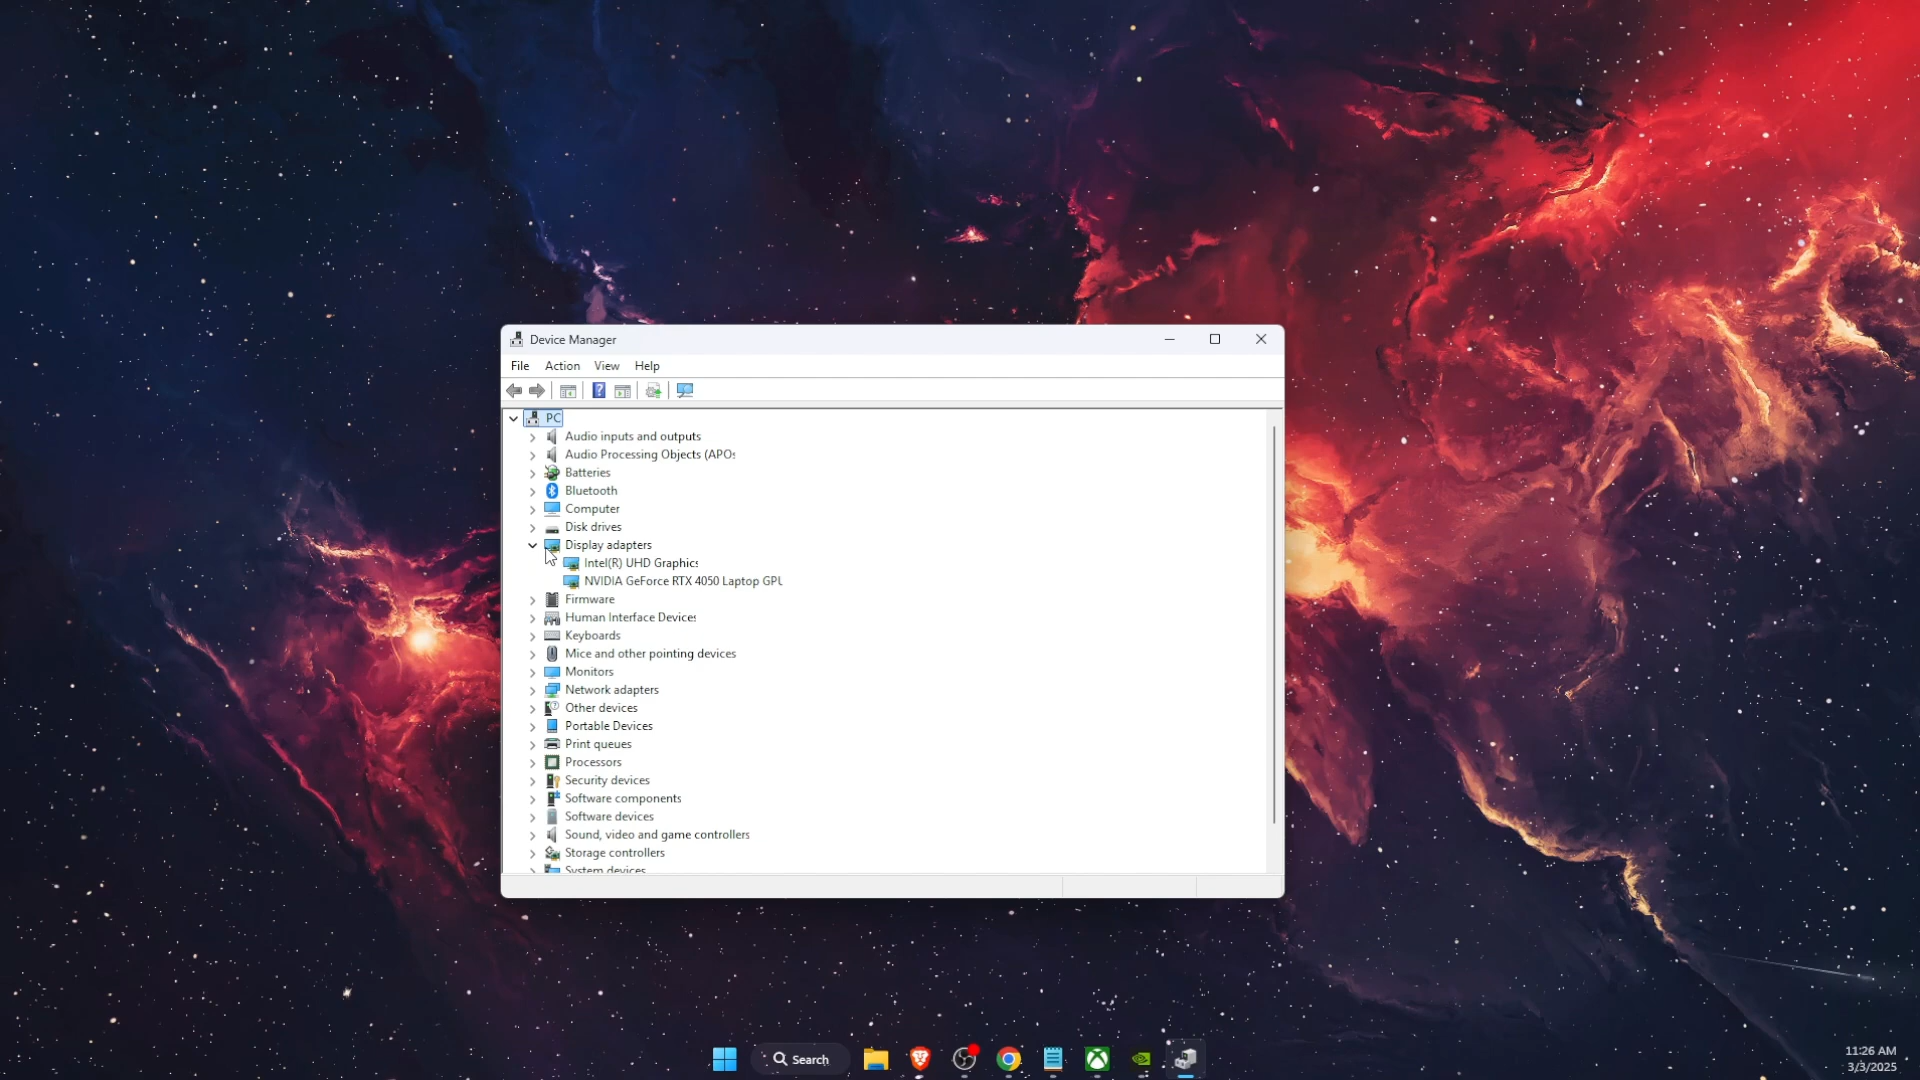 Device Manager
File Action View Help
PC
Audio inputs and outputs
Audio Processing Objects (APOs
Batteries
Bluetooth
Computer
Disk drives
Display adapters
Intel(R) UHD Graphics
NVIDIA GeForce RTX 4050 Laptop GPU
Firmware
Human Interface Devices
Keyboards
Mice and other pointing devices
Monitors
Network adapters
Other devices
Portable Devices
Print queues
Processors
Security devices
Software components
Software devices
Sound, video and game controllers
Storage controllers
System devices
Search
11:26 AM
3/3/2025